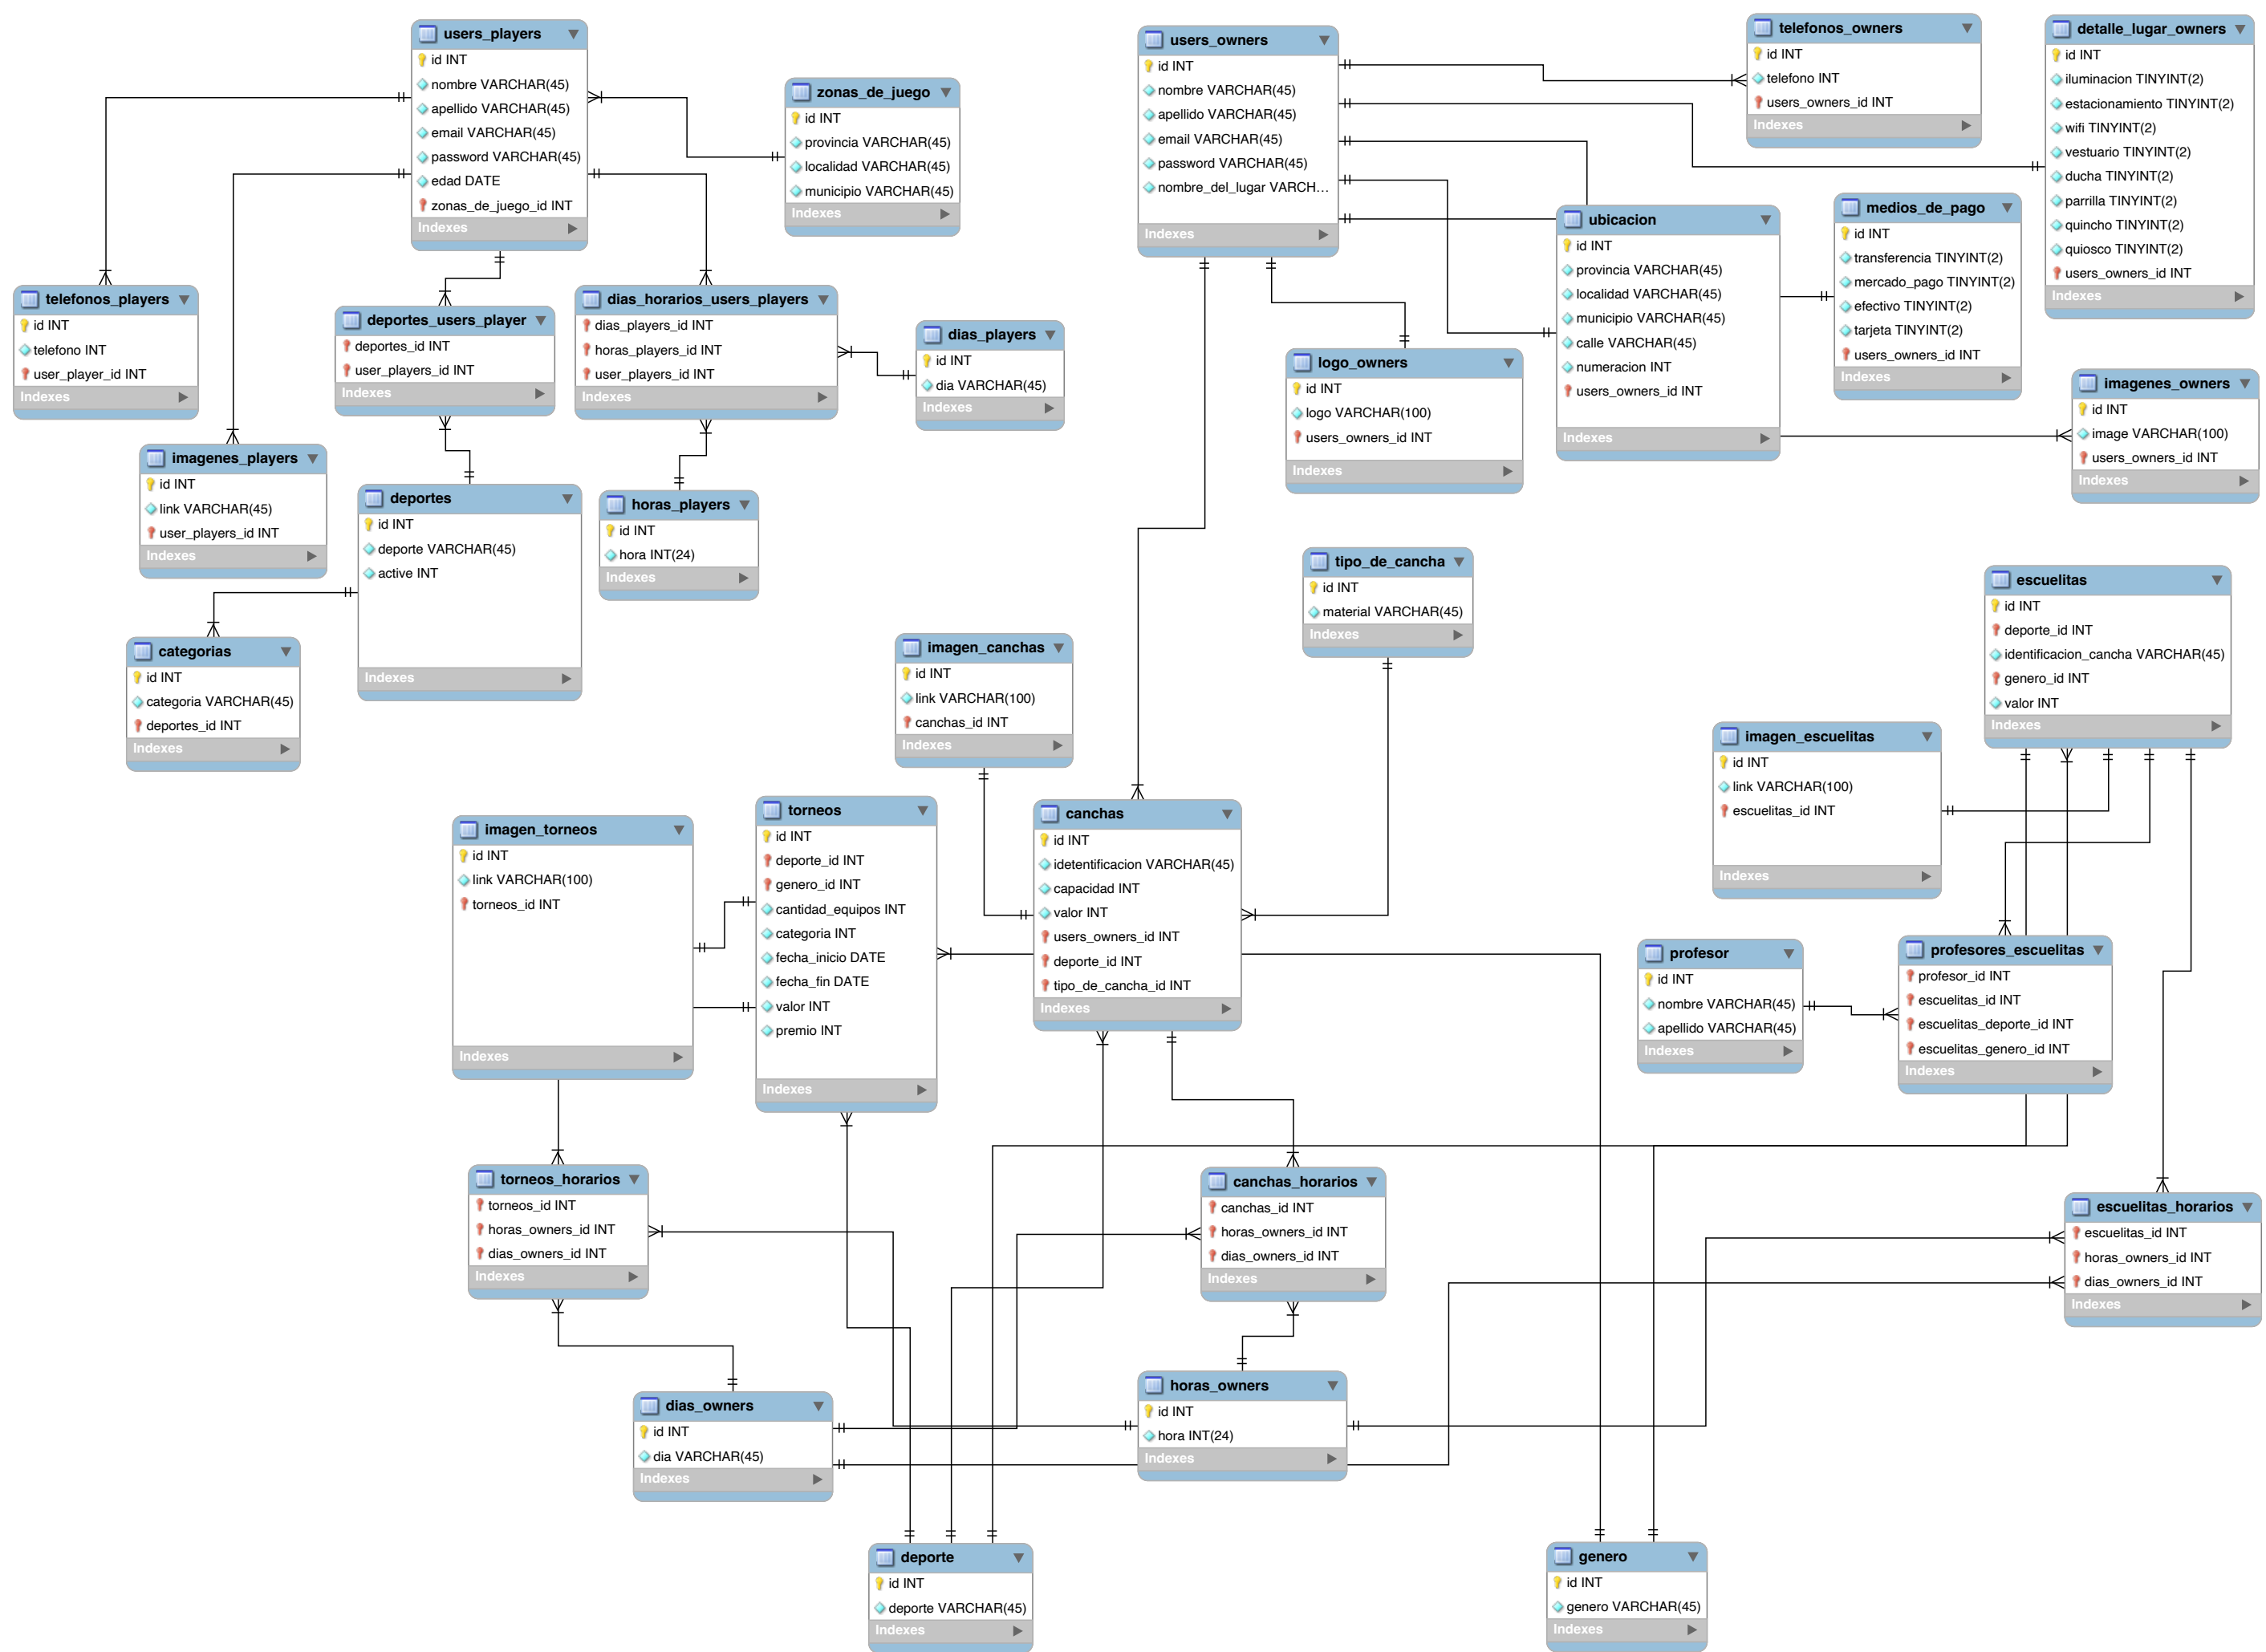 users_players
id INT
nombre VARCHAR(45)
apellido VARCHAR(45)
email VARCHAR(45)
password VARCHAR(45)
edad DATE
zonas_de_juego_id INT
Indexes
zonas_de_juego
id INT
provincia VARCHAR(45)
localidad VARCHAR(45)
municipio VARCHAR(45)
Indexes
users_owners
id INT
nombre VARCHAR(45)
apellido VARCHAR(45)
email VARCHAR(45)
password VARCHAR(45)
nombre_del_lugar VARCH...
Indexes
telefonos_owners
id INT
telefono INT
users_owners_id INT
Indexes
detalle_lugar_owners
id INT
iluminacion TINYINT(2)
estacionamiento TINYINT(2)
wifi TINYINT(2)
vestuario TINYINT(2)
ducha TINYINT(2)
parrilla TINYINT(2)
quincho TINYINT(2)
quiosco TINYINT(2)
users_owners_id INT
Indexes
ubicacion
id INT
provincia VARCHAR(45)
localidad VARCHAR(45)
municipio VARCHAR(45)
calle VARCHAR(45)
numeracion INT
users_owners_id INT
Indexes
medios_de_pago
id INT
transferencia TINYINT(2)
mercado_pago TINYINT(2)
efectivo TINYINT(2)
tarjeta TINYINT(2)
users_owners_id INT
Indexes
telefonos_players
id INT
telefono INT
user_player_id INT
Indexes
deportes_users_player
deportes_id INT
user_players_id INT
Indexes
dias_horarios_users_players
dias_players_id INT
horas_players_id INT
user_players_id INT
Indexes
dias_players
id INT
dia VARCHAR(45)
Indexes
logo_owners
id INT
logo VARCHAR(100)
users_owners_id INT
Indexes
imagenes_owners
id INT
image VARCHAR(100)
users_owners_id INT
Indexes
imagenes_players
id INT
link VARCHAR(45)
user_players_id INT
Indexes
deportes
id INT
deporte VARCHAR(45)
active INT
Indexes
horas_players
id INT
hora INT(24)
Indexes
tipo_de_cancha
id INT
material VARCHAR(45)
Indexes
escuelitas
id INT
deporte_id INT
identificacion_cancha VARCHAR(45)
genero_id INT
valor INT
Indexes
categorias
id INT
categoria VARCHAR(45)
deportes_id INT
Indexes
imagen_canchas
id INT
link VARCHAR(100)
canchas_id INT
Indexes
imagen_escuelitas
id INT
link VARCHAR(100)
escuelitas_id INT
Indexes
imagen_torneos
id INT
link VARCHAR(100)
torneos_id INT
Indexes
torneos
id INT
deporte_id INT
genero_id INT
cantidad_equipos INT
categoria INT
fecha_inicio DATE
fecha_fin DATE
valor INT
premio INT
Indexes
canchas
id INT
idetentificacion VARCHAR(45)
capacidad INT
valor INT
users_owners_id INT
deporte_id INT
tipo_de_cancha_id INT
Indexes
profesor
id INT
nombre VARCHAR(45)
apellido VARCHAR(45)
Indexes
profesores_escuelitas
profesor_id INT
escuelitas_id INT
escuelitas_deporte_id INT
escuelitas_genero_id INT
Indexes
torneos_horarios
torneos_id INT
horas_owners_id INT
dias_owners_id INT
Indexes
canchas_horarios
canchas_id INT
horas_owners_id INT
dias_owners_id INT
Indexes
escuelitas_horarios
escuelitas_id INT
horas_owners_id INT
dias_owners_id INT
Indexes
dias_owners
id INT
dia VARCHAR(45)
Indexes
horas_owners
id INT
hora INT(24)
Indexes
deporte
id INT
deporte VARCHAR(45)
Indexes
genero
id INT
genero VARCHAR(45)
Indexes